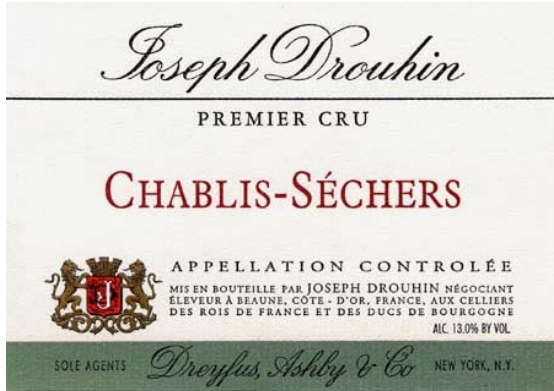 Joseph Drouhin
PREMIER CRU
CHABLIS-SÉCHERS
APPELLATION CONTROLÉE
MIS EN BOUTEILLE PAR JOSEPH DROUHIN NÉGOCIANT
ÉLEVEUR À BEAUNE, CÔTE-D'OR, FRANCE, AUX CELLIERS
DES ROIS DE FRANCE ET DES DUCS DE BOURGOGNE
ALC. 13.0% BY VOL.
J
SOLE AGENTS Dreyfus, Ashby & Co NEW YORK, N.Y.